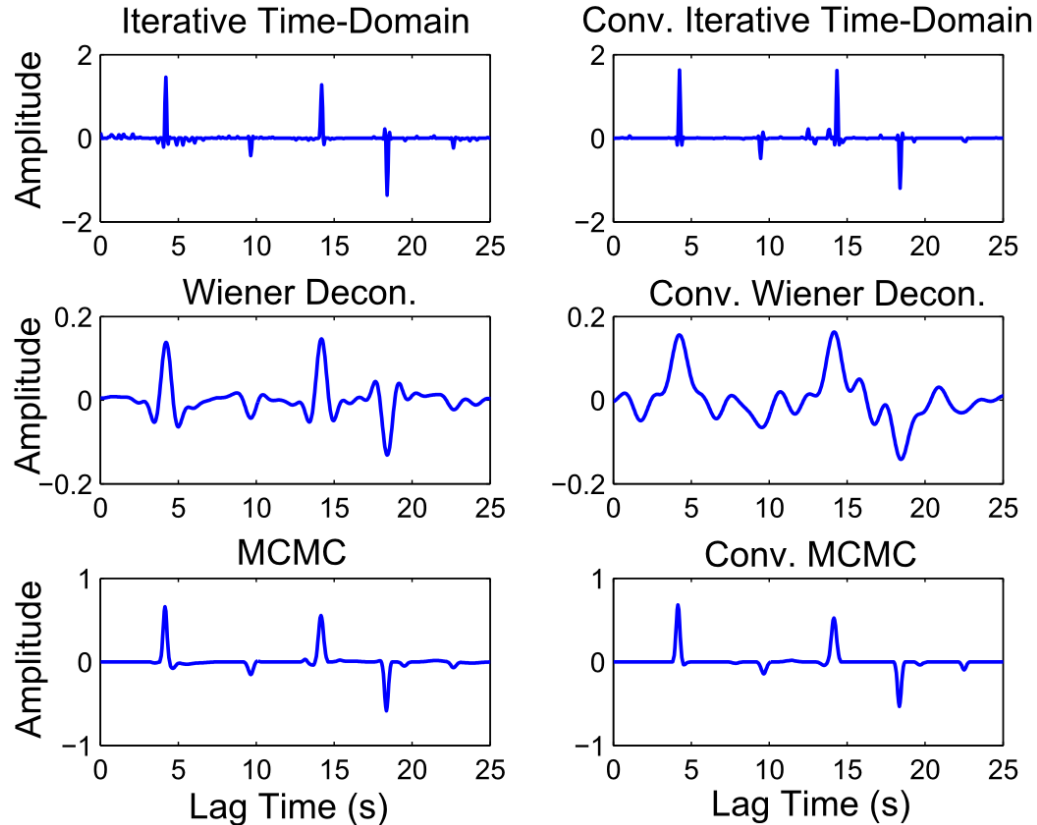 Iterative Time-Domain
Conv. Iterative Time-Domain
Amplitude
2
0
−2
0 5 10 15 20 25
2
0
−2
0 5 10 15 20 25
Wiener Decon.
Conv. Wiener Decon.
Amplitude
0.2
0
−0.2
0 5 10 15 20 25
0.2
0
−0.2
0 5 10 15 20 25
MCMC
Conv. MCMC
Amplitude
1
0
−1
0 5 10 15 20 25
Lag Time (s)
1
0
−1
0 5 10 15 20 25
Lag Time (s)